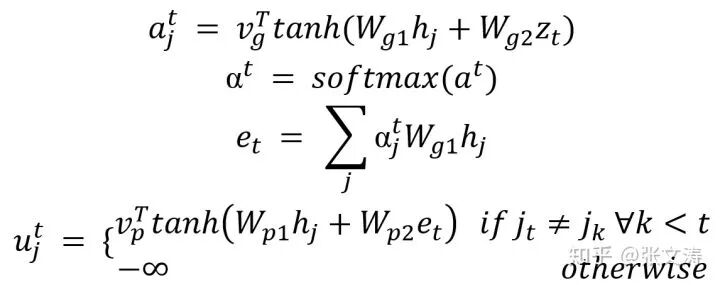 a_j^t = v_g^T tanh(W_{g1}h_j + W_{g2}z_t)
α^t = softmax(a^t)
e_t = ∑_j α_j^t W_{g1}h_j
u_j^t = { v_p^T tanh(W_{p1}h_j + W_{p2}e_t) if j_t ≠ j_k ∀k < t
−∞ otherwise
知乎 @张文涛